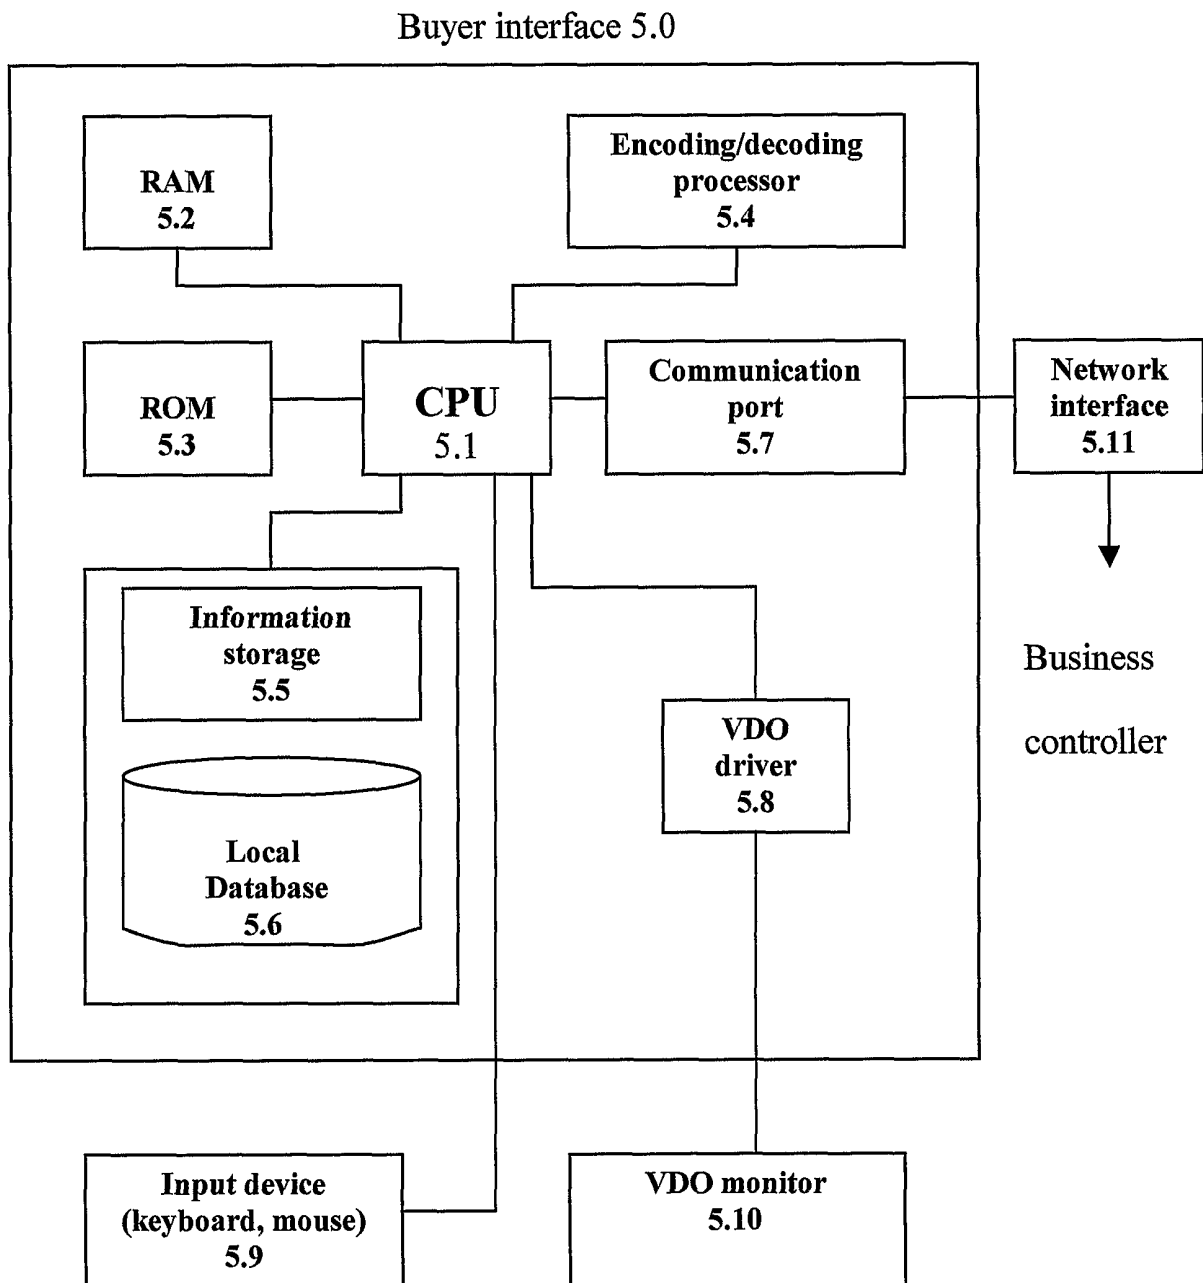 Buyer interface 5.0
RAM
5.2
Encoding/decoding
processor
5.4
ROM
5.3
CPU
5.1
Communication
port
5.7
Network
interface
5.11
Information
storage
5.5
Business
controller
VDO
driver
5.8
Local
Database
5.6
Input device
(keyboard, mouse)
5.9
VDO monitor
5.10